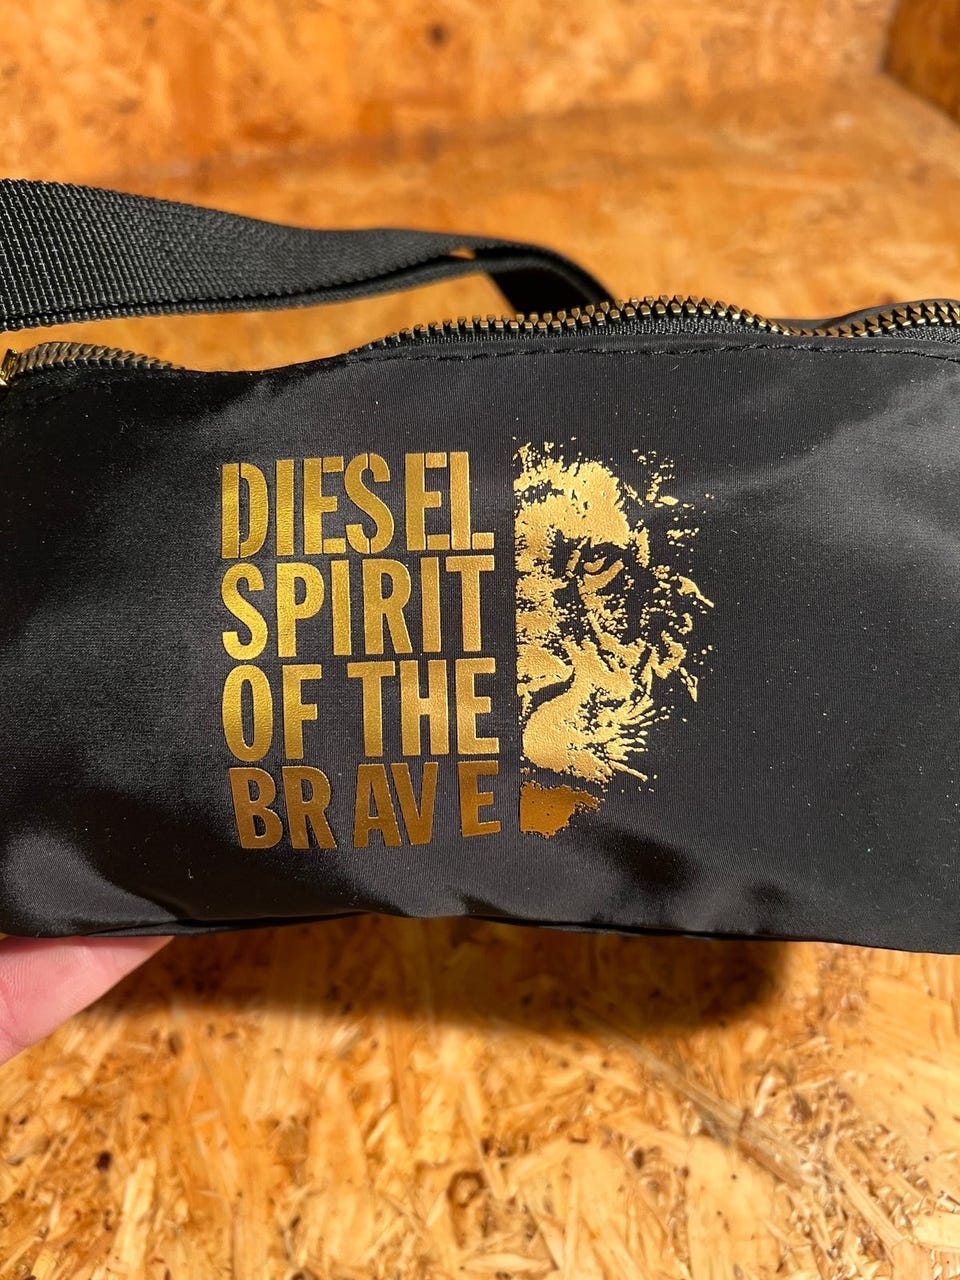 DIESEL
SPIRIT
OF THE
BRAVE